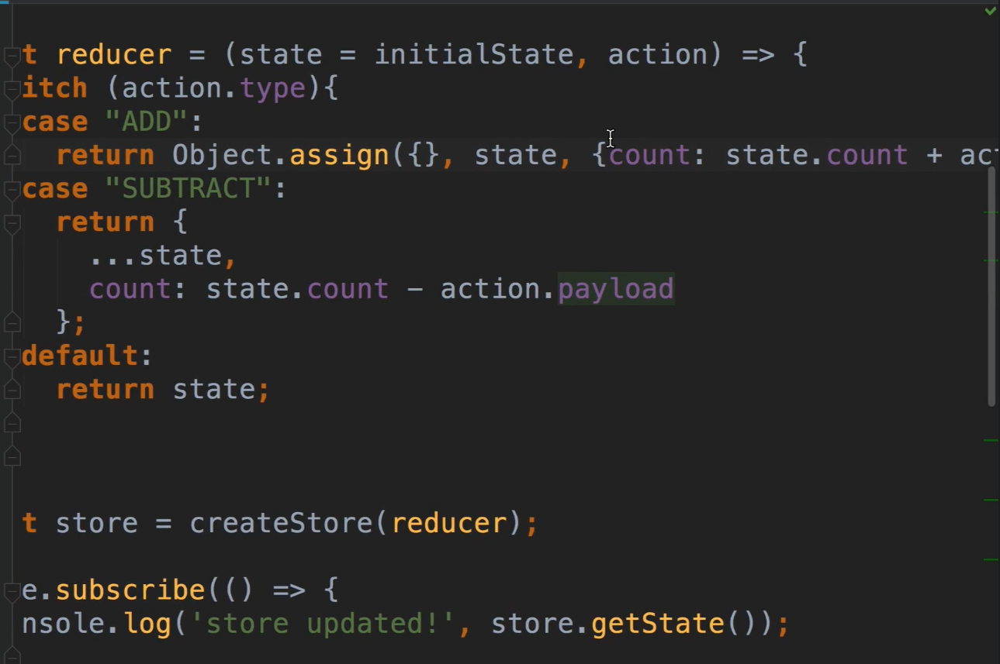 t reducer = (state = initialState, action) => {
itch (action.type){
case "ADD":
return Object.assign({}, state, {count: state.count + act
case "SUBTRACT":
return {
...state,
count: state.count - action.payload
};
default:
return state;
t store = createStore(reducer);
e.subscribe(() => {
nsole.log('store updated!', store.getState());